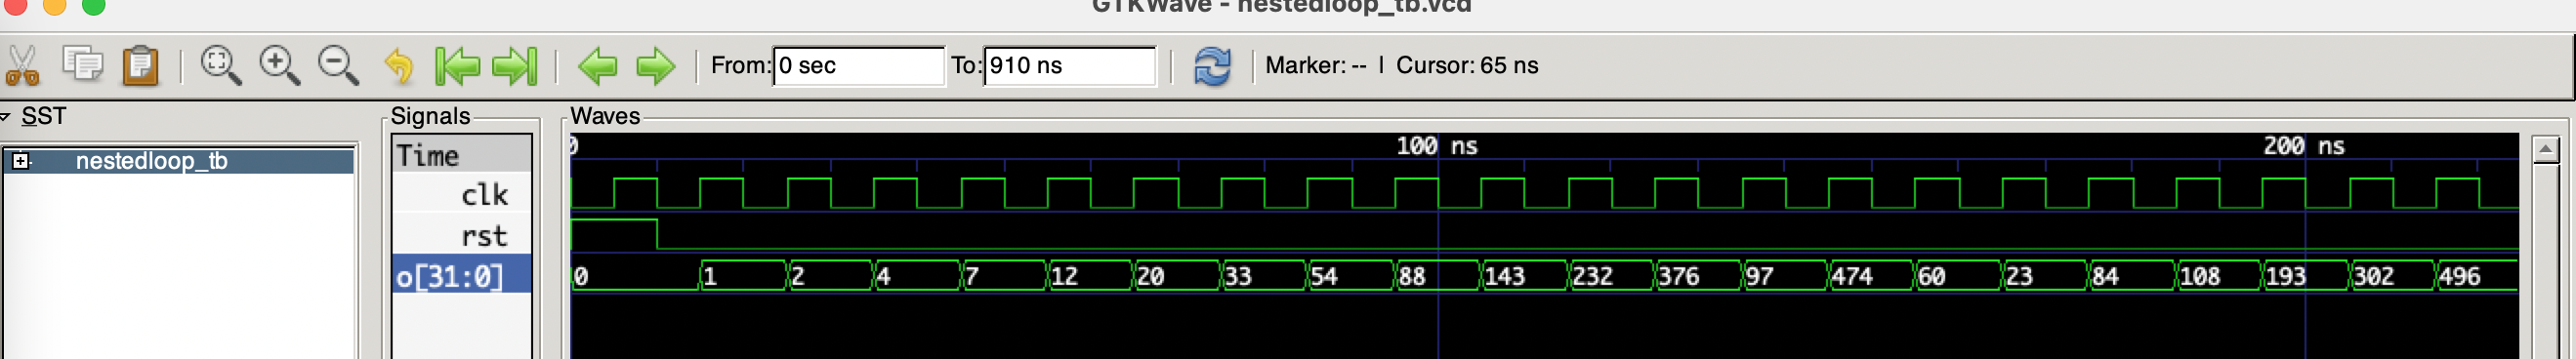 GTKWave - nestedloop_tb.vcd
From: 0 sec To: 910 ns Marker: -- | Cursor: 65 ns
SST Signals Waves
nestedloop_tb
Time 0 100 ns 200 ns
clk
rst
o[31:0] 0 1 2 4 7 12 20 33 54 88 143 232 376 97 474 60 23 84 108 193 302 496